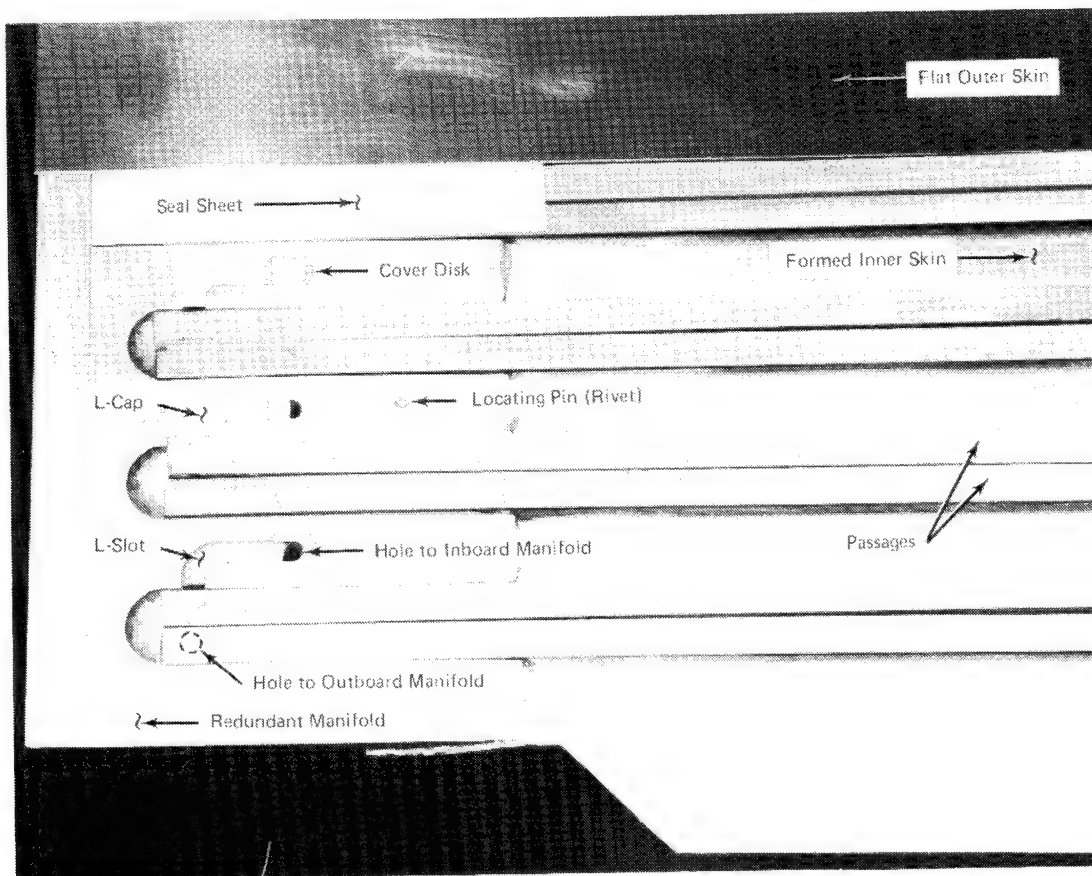 Flat Outer Skin
Seal Sheet
Cover Disk
Formed Inner Skin
L-Cap
Locating Pin (Rivet)
L-Slot
Hole to Inboard Manifold
Passages
Hole to Outboard Manifold
Redundant Manifold